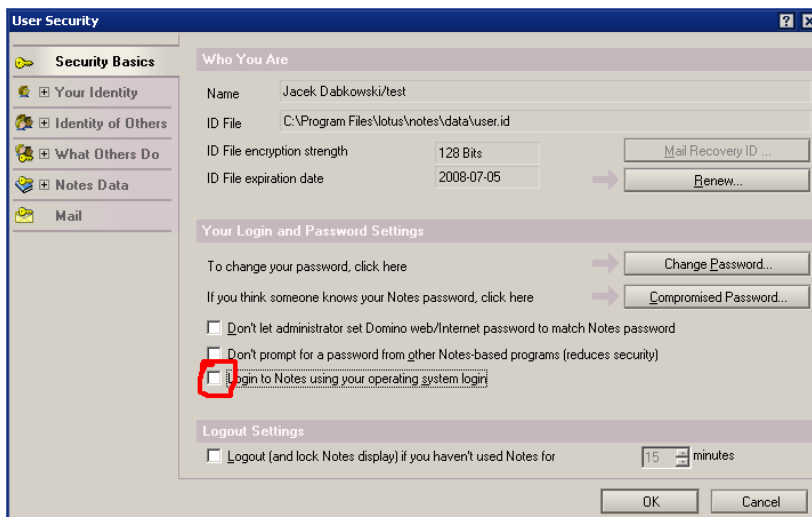 User Security
Security Basics
Your Identity
Identity of Others
What Others Do
Notes Data
Mail
Who You Are
Name Jacek Dabkowski/test
ID File C:\Program Files\lotus\notes\data\user.id
ID File encryption strength 128 Bits Mail Recovery ID ...
ID File expiration date 2008-07-05 Renew...
Your Login and Password Settings
To change your password, click here Change Password...
If you think someone knows your Notes password, click here Compromised Password...
Don't let administrator set Domino web/Internet password to match Notes password
Don't prompt for a password from other Notes-based programs (reduces security)
Login to Notes using your operating system login
Logout Settings
Logout (and lock Notes display) if you haven't used Notes for 15 minutes
OK Cancel